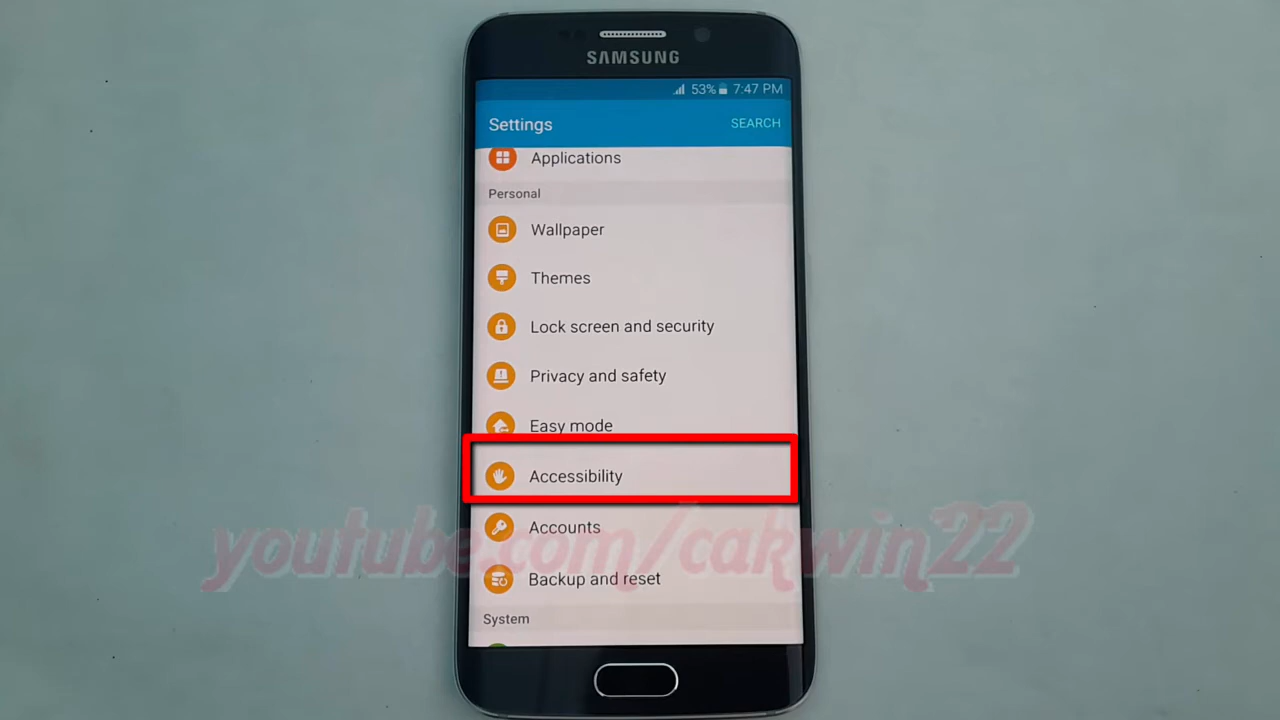 SAMSUNG
53% 7:47 PM
Settings SEARCH
Applications
Personal
Wallpaper
Themes
Lock screen and security
Privacy and safety
Easy mode
Accessibility
youtube.com/cakwin22
Accounts
Backup and reset
System